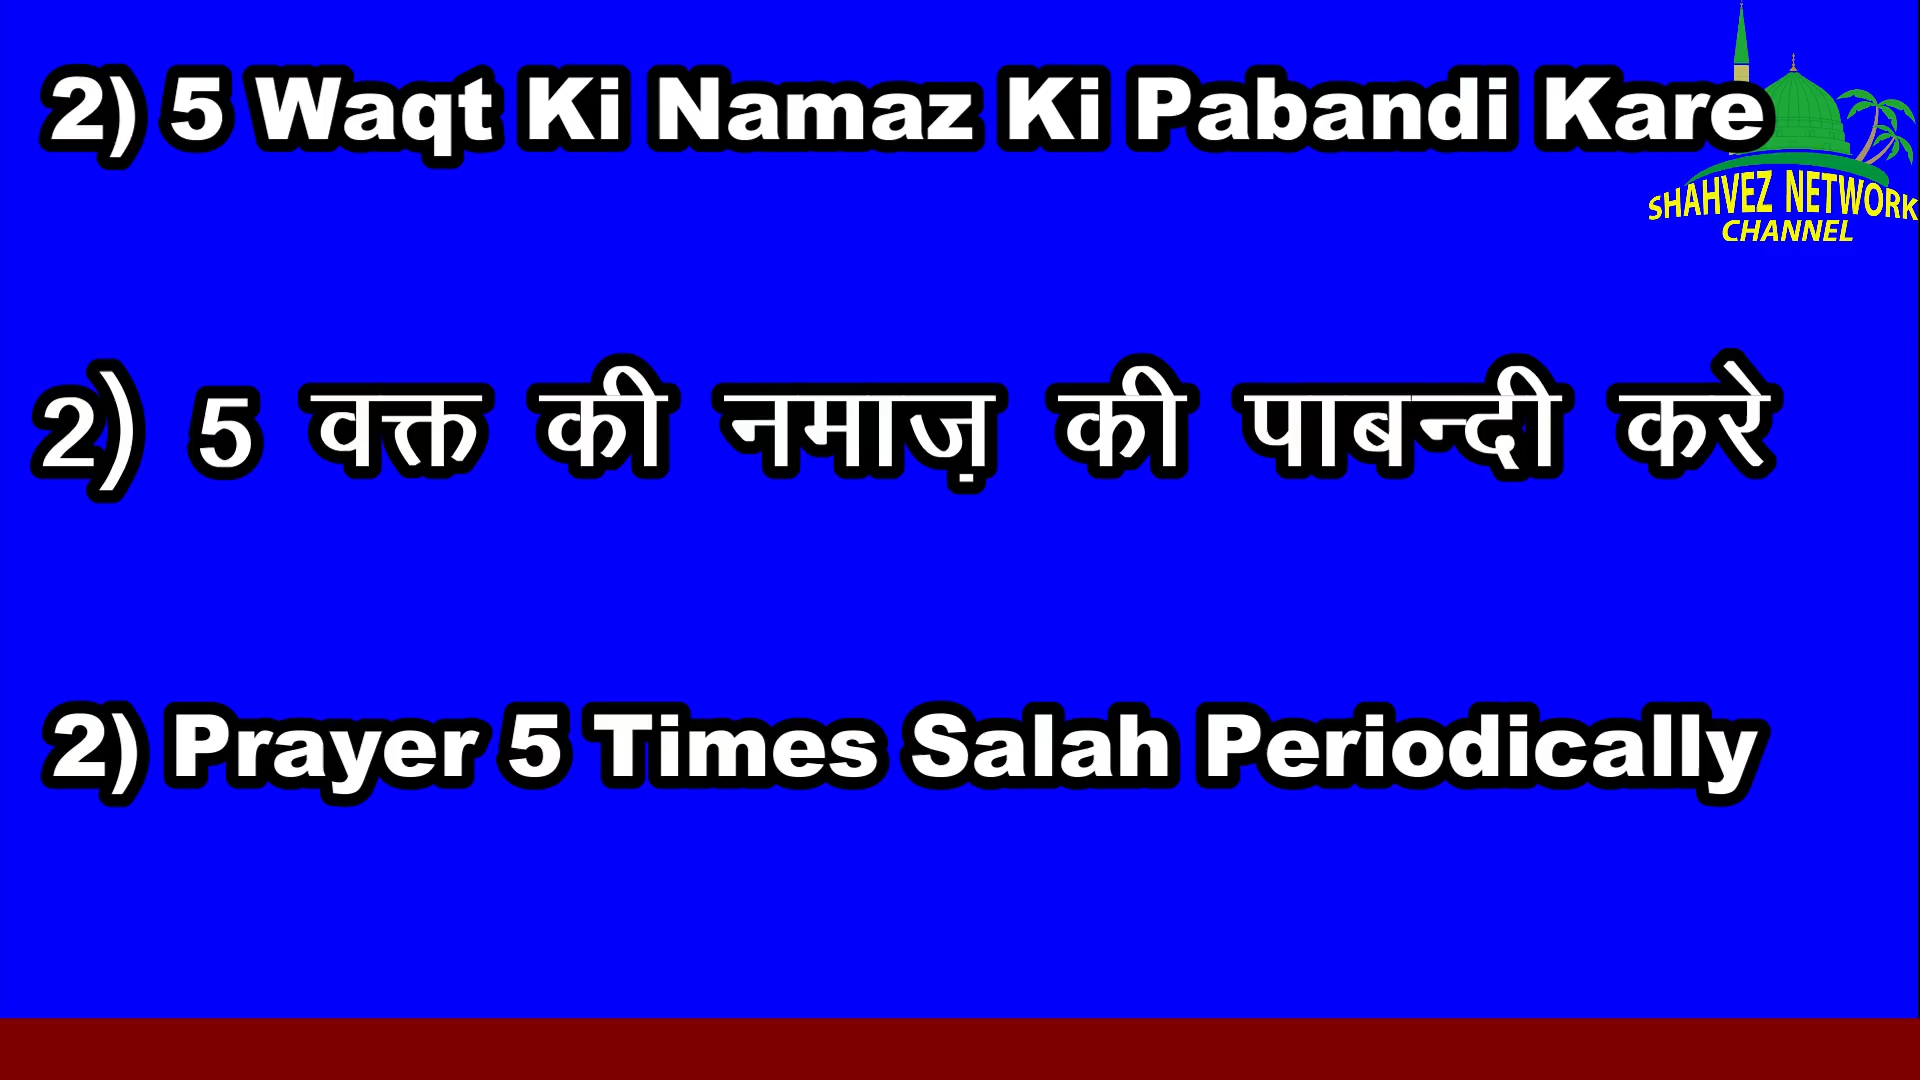 2) 5 Waqt Ki Namaz Ki Pabandi Kare
SHAHVEZ NETWORK
CHANNEL
2) 5 वक्त की नमाज़ की पाबन्दी करे
2) Prayer 5 Times Salah Periodically